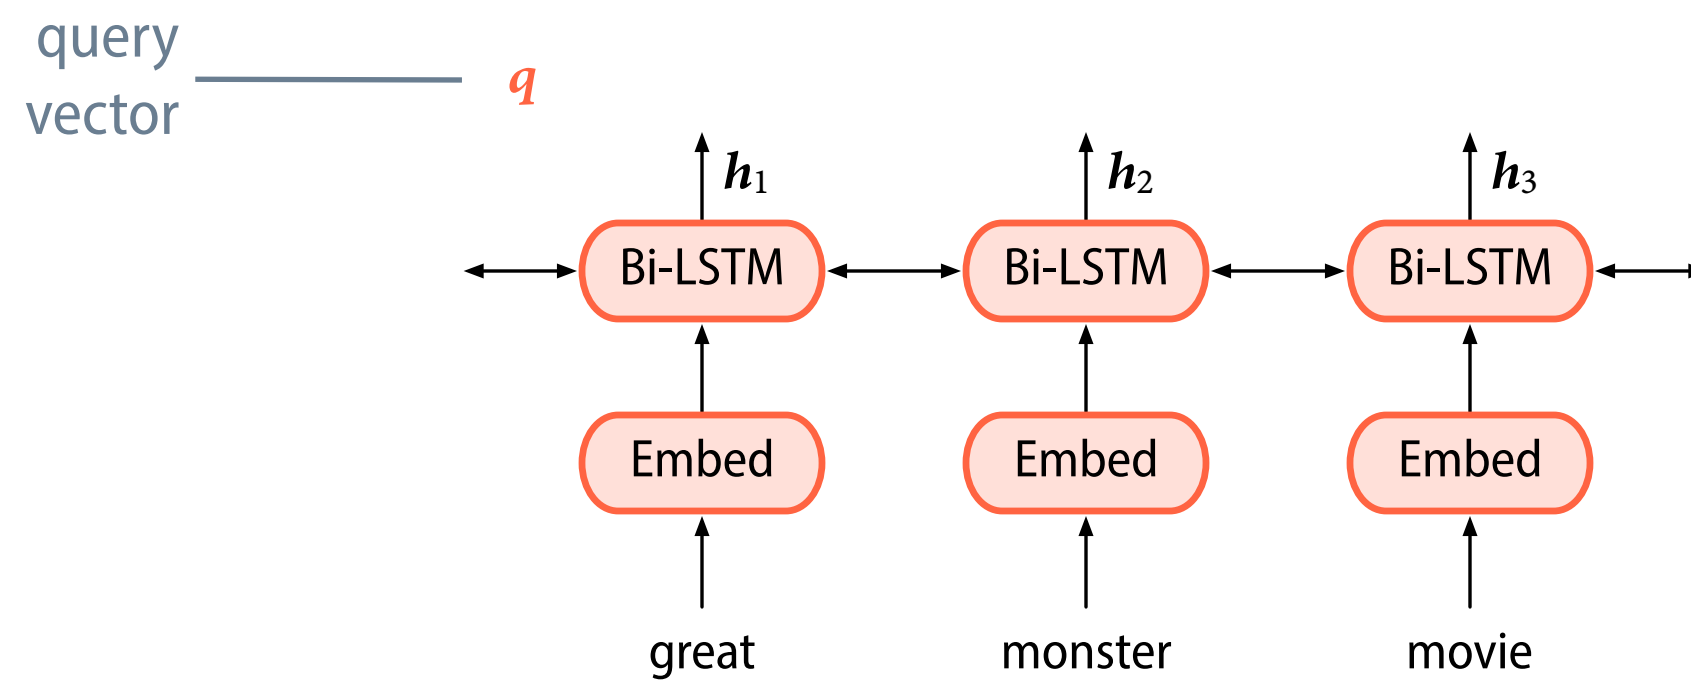 query
vector
q
h1 h2 h3
Bi-LSTM Bi-LSTM Bi-LSTM
Embed Embed Embed
great monster movie